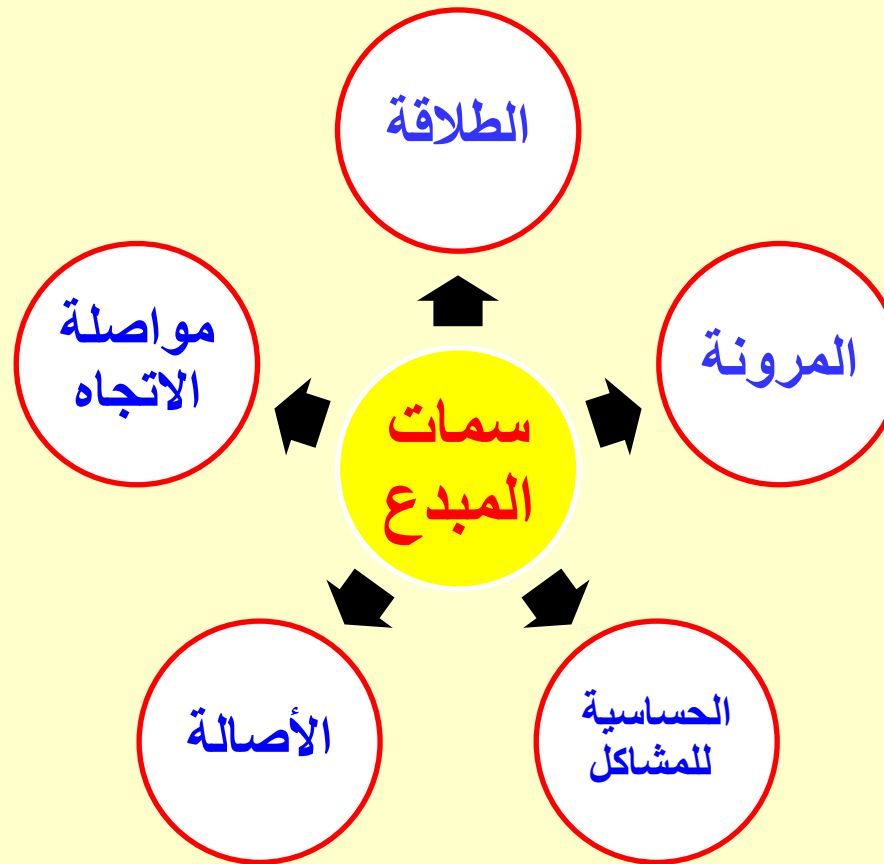 الطلاقة
مواصلة
الاتجاه
المرونة
سمات
المبدع
الأصالة
الحساسية
للمشاكل